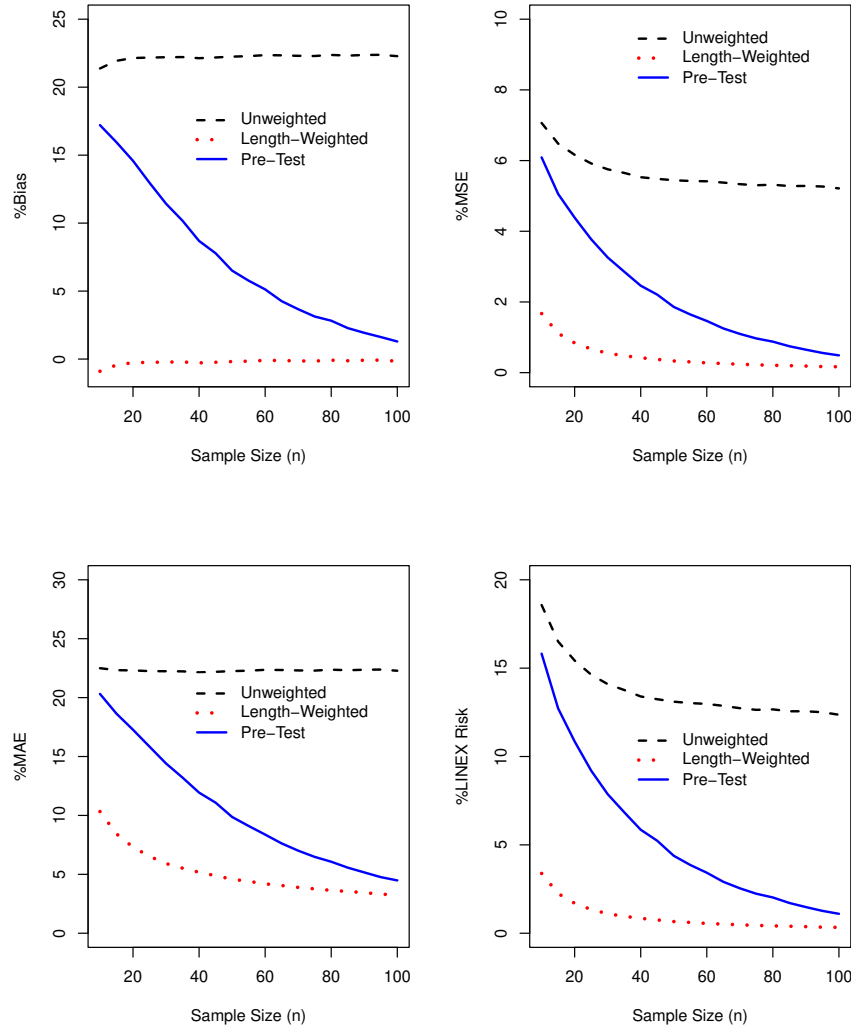 25
20
15
10
5
0
%Bias
Unweighted
Length−Weighted
Pre−Test
20 40 60 80 100
Sample Size (n)
10
8
6
4
2
0
%MSE
Unweighted
Length−Weighted
Pre−Test
20 40 60 80 100
Sample Size (n)
30
25
20
15
10
5
0
%MAE
Unweighted
Length−Weighted
Pre−Test
20 40 60 80 100
Sample Size (n)
20
15
10
5
0
%LINEX Risk
Unweighted
Length−Weighted
Pre−Test
20 40 60 80 100
Sample Size (n)